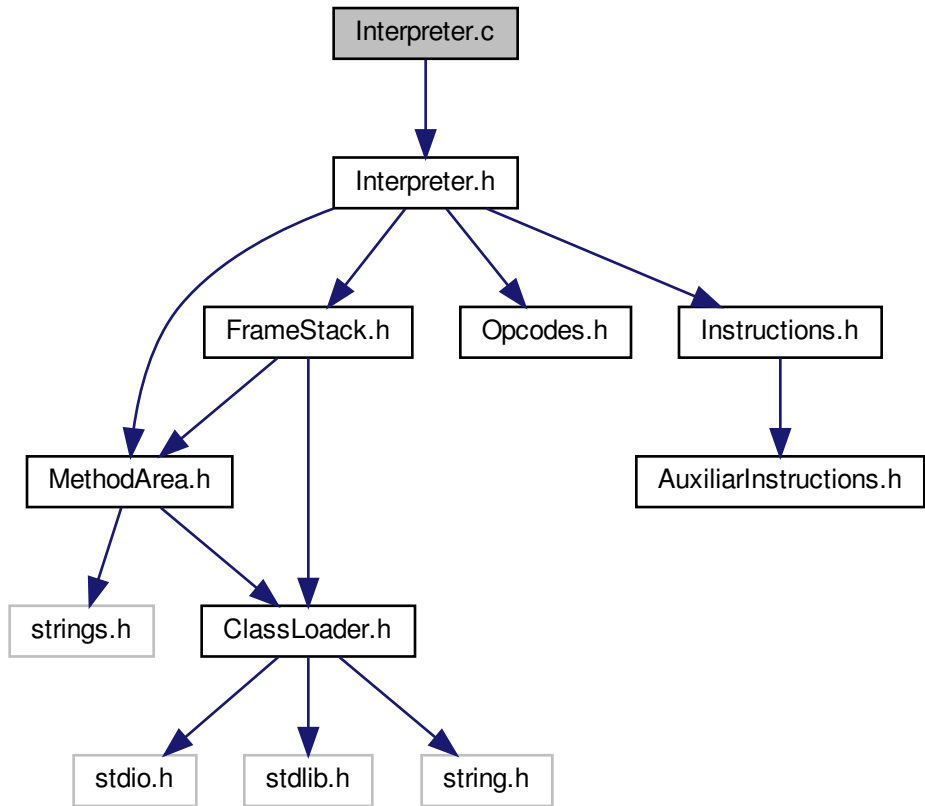 Interpreter.c
Interpreter.h
FrameStack.h
Opcodes.h
Instructions.h
MethodArea.h
AuxiliarInstructions.h
strings.h
ClassLoader.h
stdio.h
stdlib.h
string.h